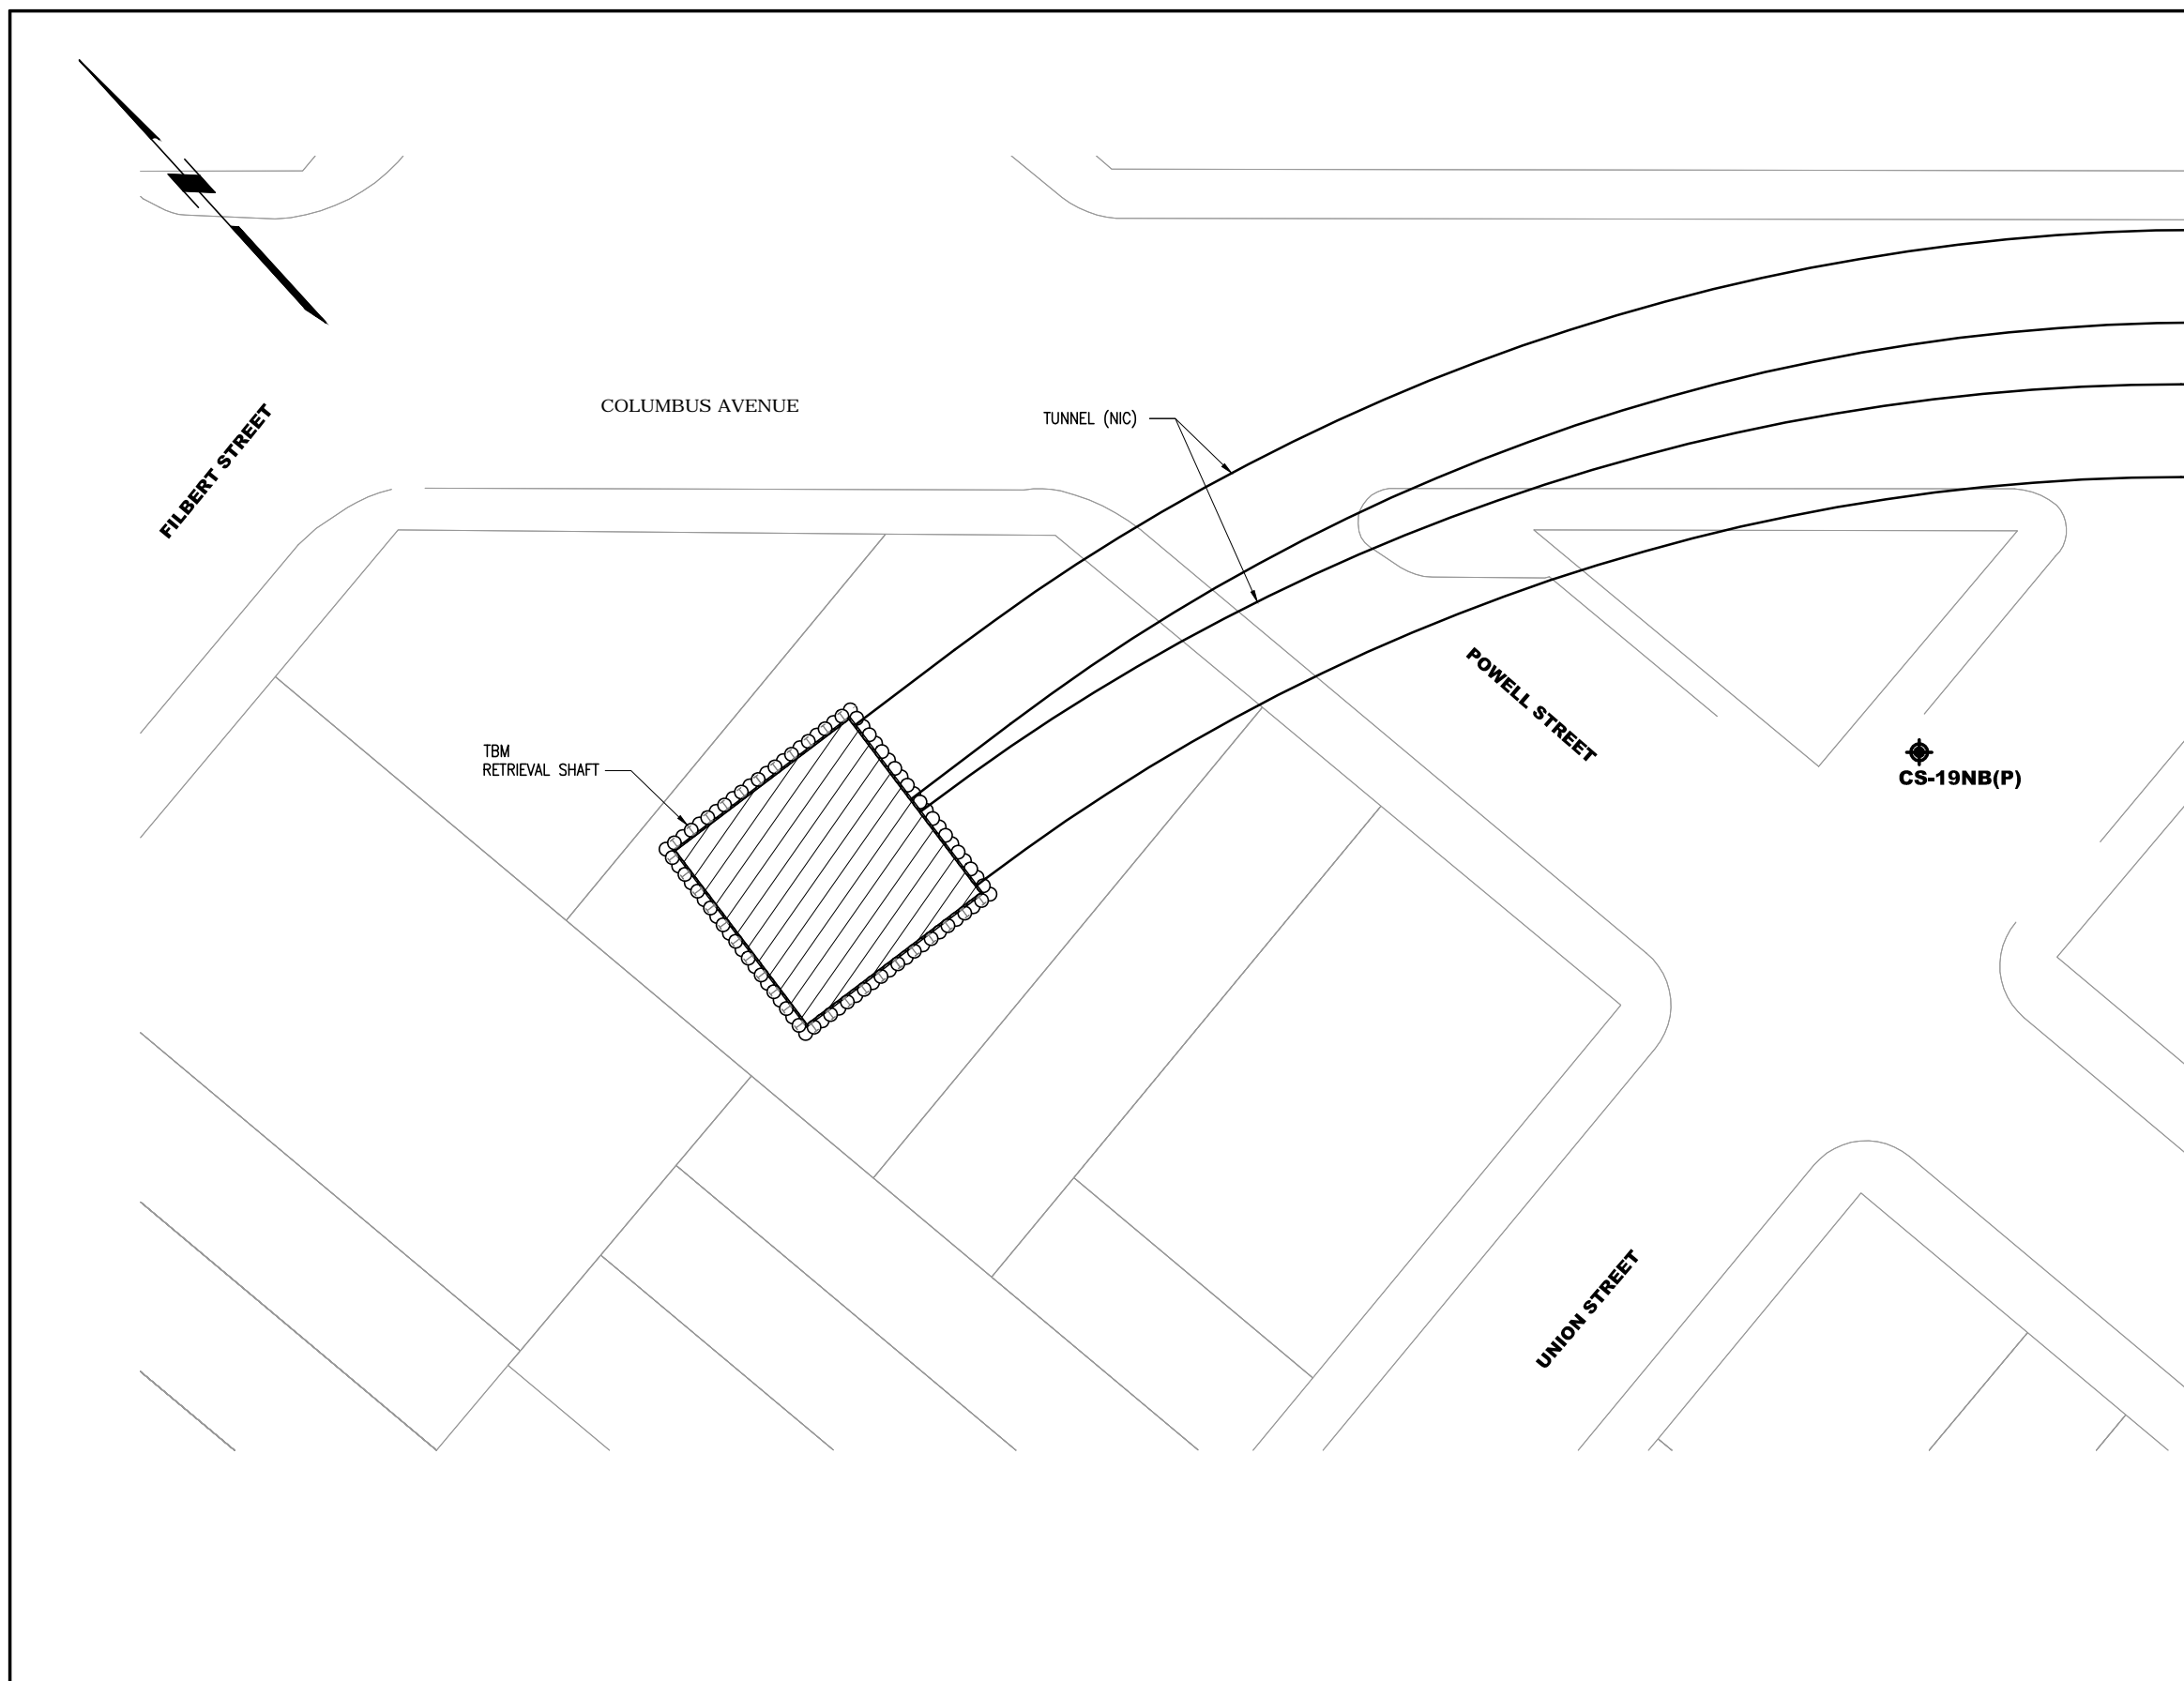 COLUMBUS AVENUE
TUNNEL (NIC)
FILBERT STREET
POWELL STREET
TBM
RETRIEVAL SHAFT
CS-19NB(P)
UNION STREET